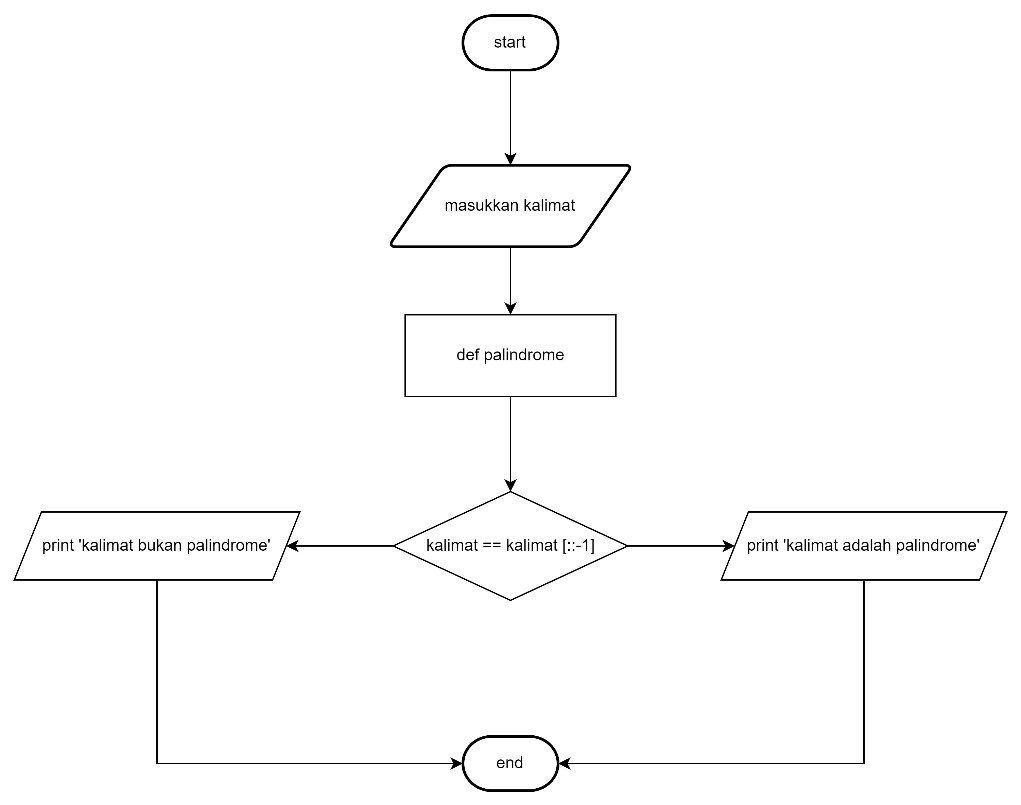 start
masukkan kalimat
def palindrome
print 'kalimat bukan palindrome'
kalimat == kalimat [::-1]
print 'kalimat adalah palindrome'
end